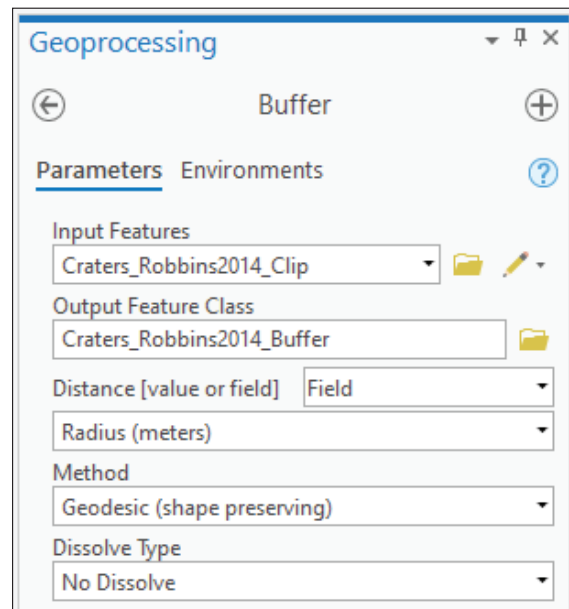 Geoprocessing
Buffer
Parameters Environments
Input Features
Craters_Robbins2014_Clip
Output Feature Class
Craters_Robbins2014_Buffer
Distance [value or field] Field
Radius (meters)
Method
Geodesic (shape preserving)
Dissolve Type
No Dissolve